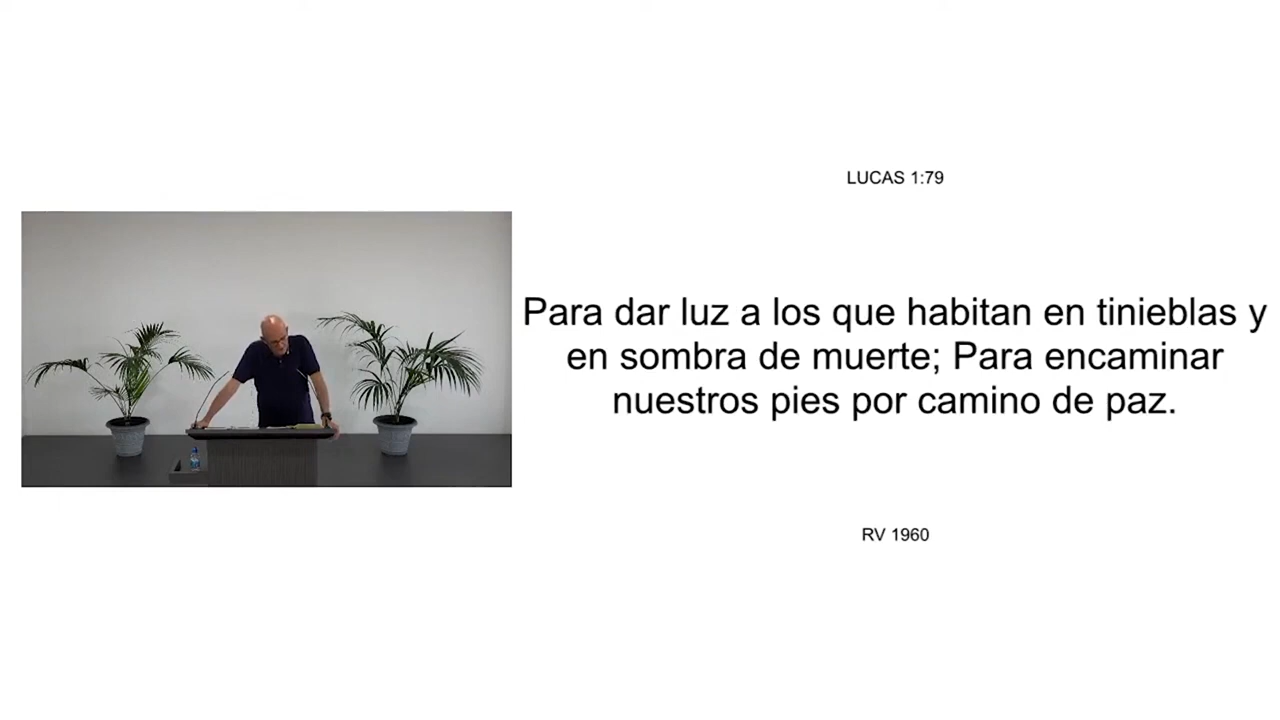 LUCAS 1:79
Para dar luz a los que habitan en tinieblas y
en sombra de muerte; Para encaminar
nuestros pies por camino de paz.
RV 1960